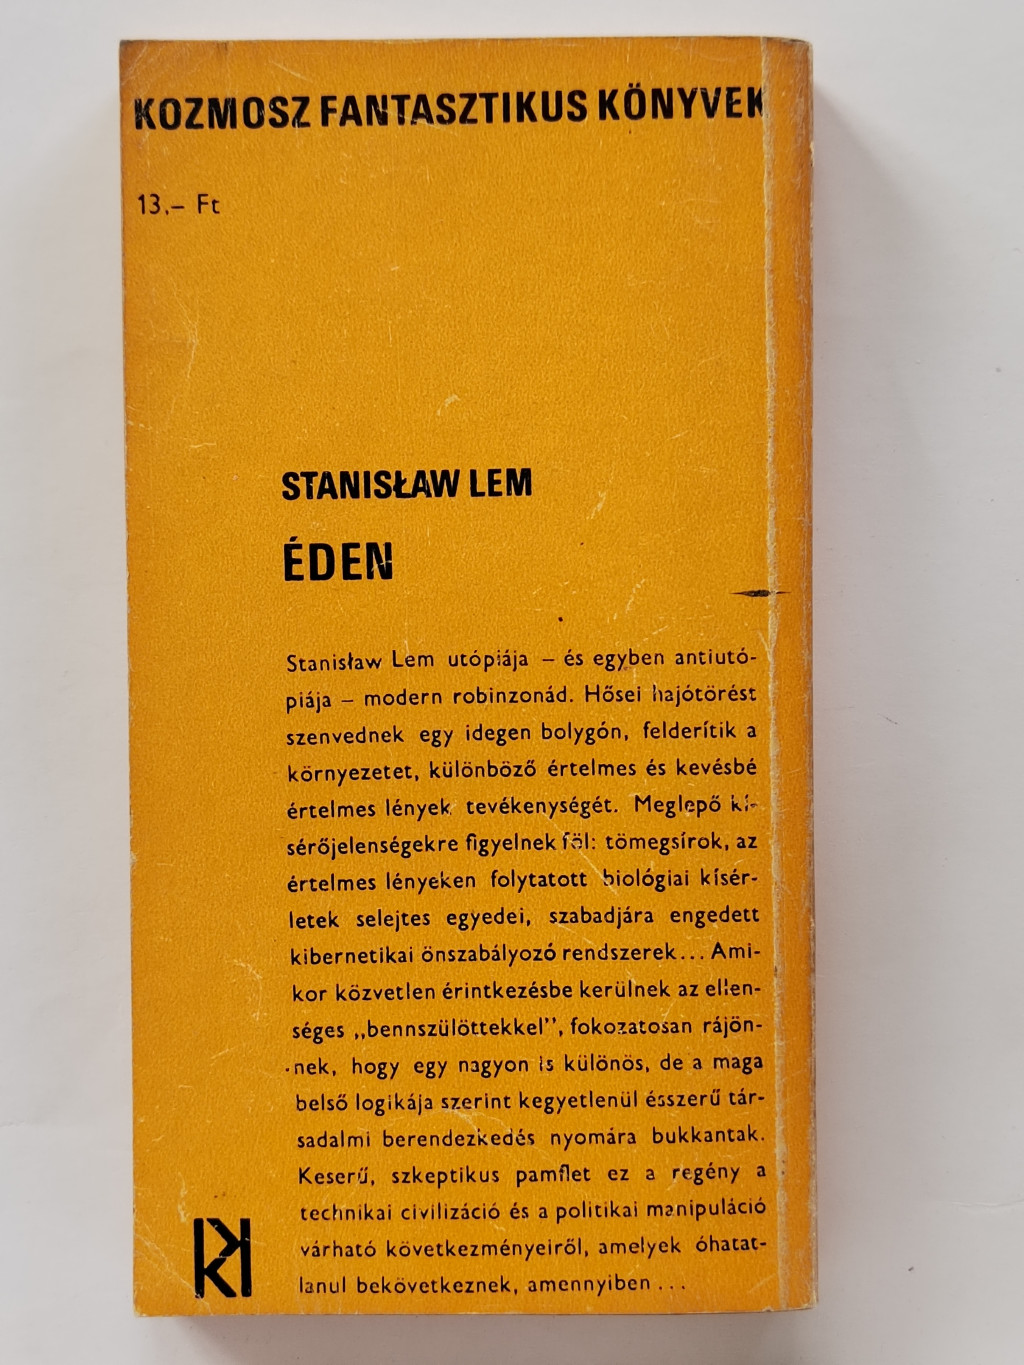 KOZMOSZ FANTASZTIKUS KÖNYVEK
13,– Ft
STANISŁAW LEM
ÉDEN
Stanisław Lem utópiája – és egyben antiutó-
piája – modern robinzonád. Hősei hajótörést
szenvednek egy idegen bolygón, felderítik a
környezetet, különböző értelmes és kevésbé
értelmes lények tevékenységét. Meglepő kí-
sérőjelenségekre figyelnek föl: tömegsírok, az
értelmes lényeken folytatott biológiai kísér-
letek selejtes egyedei, szabadjára engedett
kibernetikai önszabályozó rendszerek... Ami-
kor közvetlen érintkezésbe kerülnek az ellen-
séges „bennszülöttekkel”, fokozatosan rájön-
nek, hogy egy nagyon is különös, de a maga
belső logikája szerint kegyetlenül ésszerű tár-
sadalmi berendezkedés nyomára bukkantak.
Keserű, szkeptikus pamflet ez a regény a
technikai civilizáció és a politikai manipuláció
várható következményeiről, amelyek óhatat-
lanul bekövetkeznek, amennyiben...